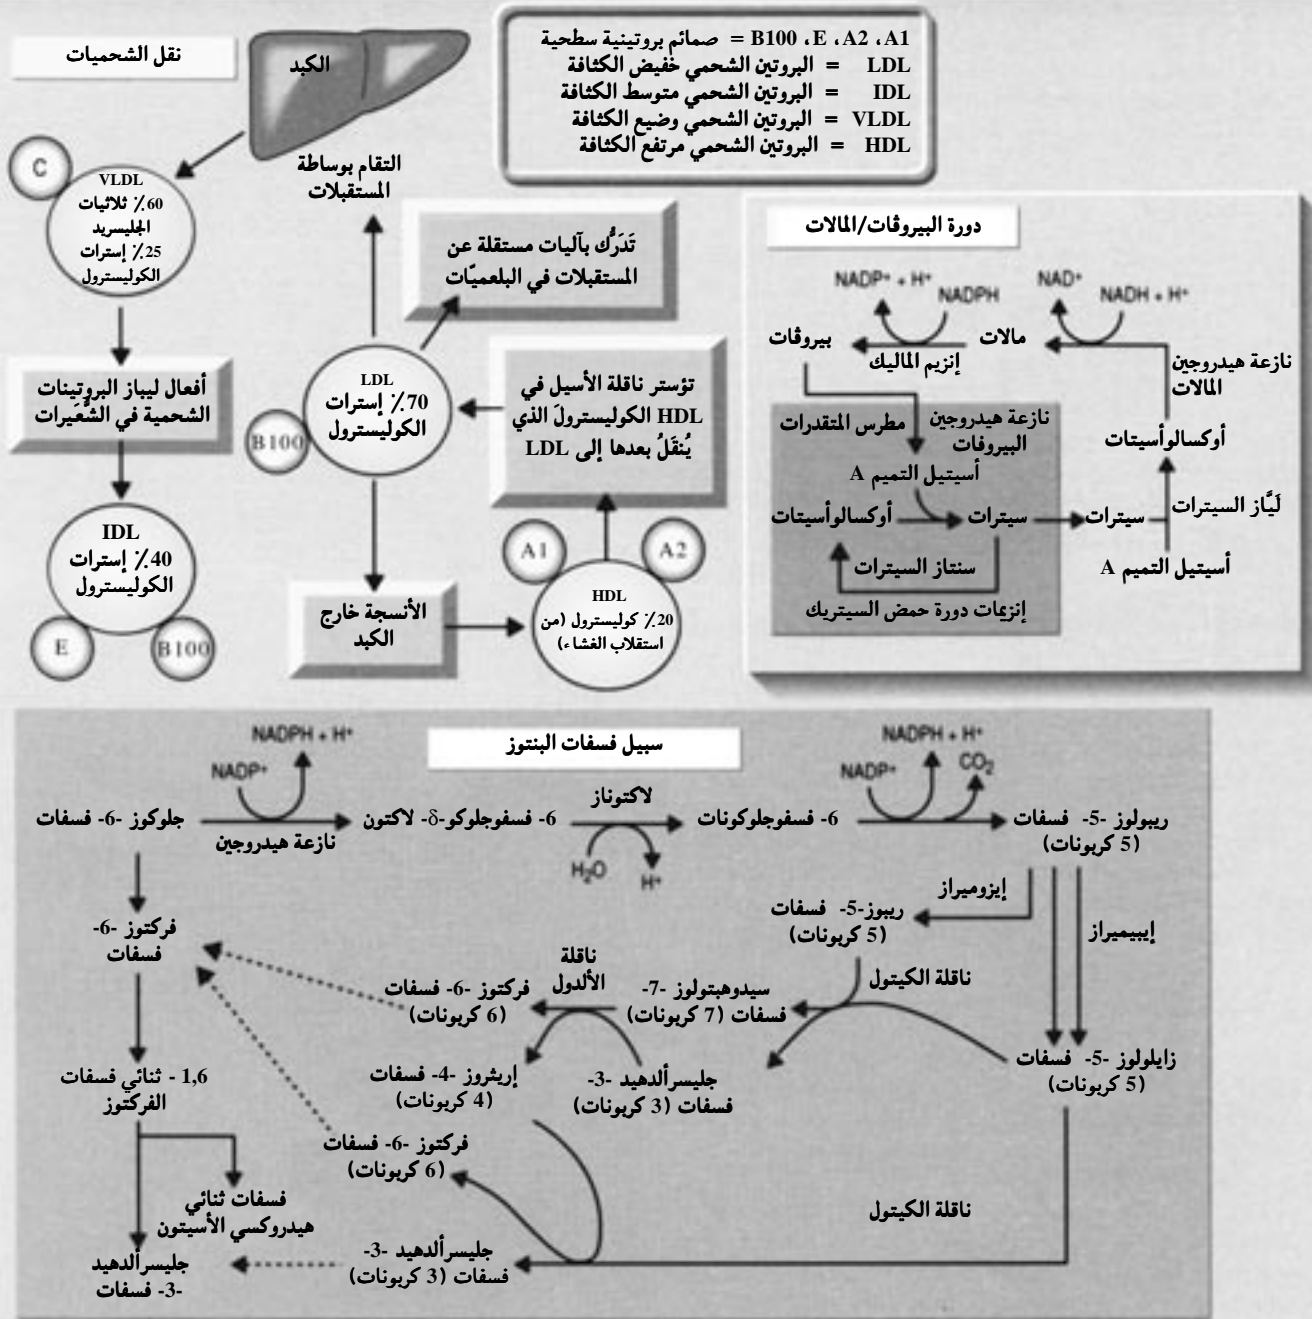 نقل الشحميات
الكبد
A1 ،A2 ،E ،B100 = صمائم بروتينية سطحية
LDL = البروتين الشحمي خفيض الكثافة
IDL = البروتين الشحمي متوسط الكثافة
VLDL = البروتين الشحمي وضيع الكثافة
HDL = البروتين الشحمي مرتفع الكثافة
C
VLDL
60٪ ثلاثيات
الجليسريد
25٪ إسترات
الكوليسترول
التقام بوساطة
المستقبلات
تَدَرُّك بآليات مستقلة عن
المستقبلات في البلعميّات
أفعال ليباز البروتينات
الشحمية في الشُّعَيرات
LDL
70٪ إسترات
الكوليسترول
B100
تؤستر ناقلة الأسيل في
HDL الكوليسترولَ الذي
يُنقَلُ بعدها إلى LDL
IDL
40٪ إسترات
الكوليسترول
E
B100
A1
A2
HDL
20٪ كوليسترول (من
استقلاب الغشاء)
الأنسجة خارج
الكبد
دورة البيروڤات/المالات
NADP⁺ + H⁺
NADPH
NAD⁺
NADH + H⁺
بيروڤات
مالات
إنزيم الماليك
نازعة هيدروجين
المالات
مطرس المتقدرات
نازعة هيدروجين
البيروفات
أسيتيل التميم A
أوكسالوأسيتات
أوكسالوأسيتات
سيترات
سيترات
لَيَّاز السيترات
سنتاز السيترات
أسيتيل التميم A
إنزيمات دورة حمض السيتريك
سبيل فسفات البنتوز
NADPH + H⁺
NADP⁺
NADPH + H⁺
NADP⁺
CO₂
جلوكوز -6- فسفات
نازعة هيدروجين
6- فسفوجلوكو-δ- لاكتون
لاكتوناز
H₂O
H⁺
6- فسفوجلوكونات
ريبولوز -5- فسفات
(5 كربونات)
إيزوميراز
ريبوز-5- فسفات
(5 كربونات)
إيبيميراز
فركتوز -6-
فسفات
ناقلة
الألدول
ناقلة الكيتول
فركتوز -6- فسفات
(6 كربونات)
سيدوهبتولوز -7-
فسفات (7 كربونات)
زايلولوز -5- فسفات
(5 كربونات)
1,6 - ثنائي فسفات
الفركتوز
إريثروز -4- فسفات
(4 كربونات)
جليسرألدهيد -3-
فسفات (3 كربونات)
فركتوز -6- فسفات
(6 كربونات)
فسفات ثنائي
هيدروكسي الأسيتون
ناقلة الكيتول
جليسرألدهيد
-3- فسفات
جليسرألدهيد -3-
فسفات (3 كربونات)